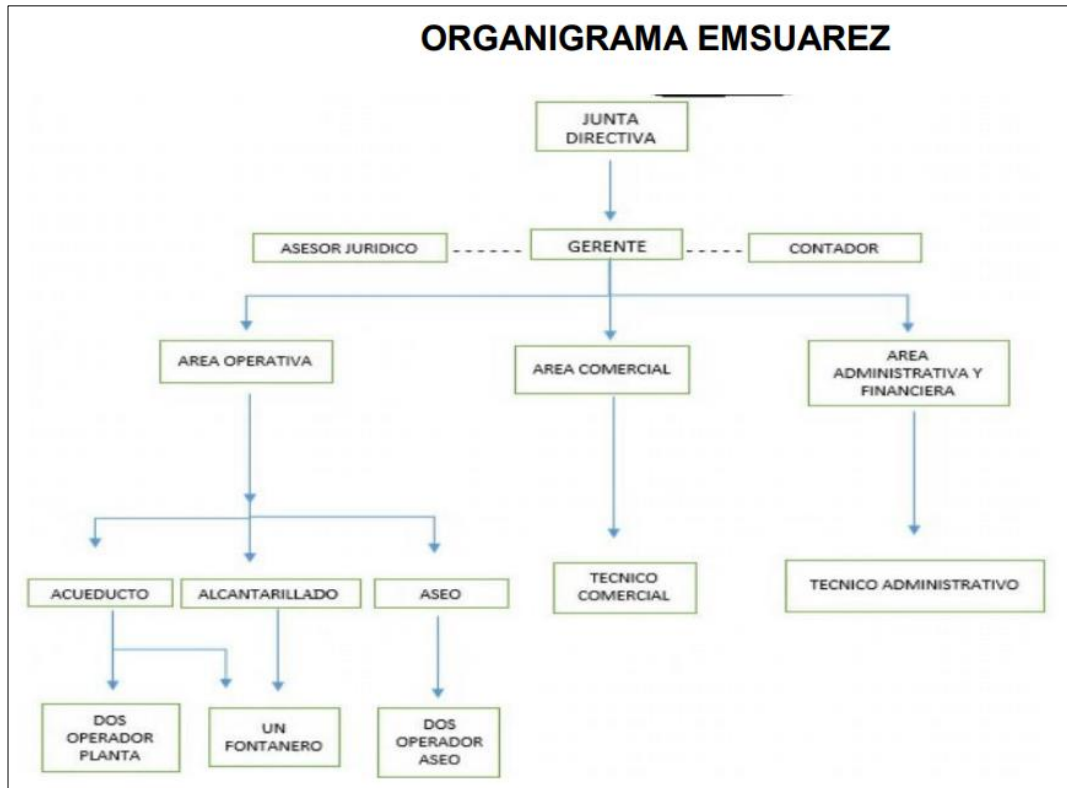 ORGANIGRAMA EMSUAREZ
JUNTA
DIRECTIVA
ASESOR JURIDICO
GERENTE
CONTADOR
AREA OPERATIVA
AREA COMERCIAL
AREA
ADMINISTRATIVA Y
FINANCIERA
ACUEDUCTO
ALCANTARILLADO
ASEO
TECNICO
COMERCIAL
TECNICO ADMINISTRATIVO
DOS
OPERADOR
PLANTA
UN
FONTANERO
DOS
OPERADOR
ASEO